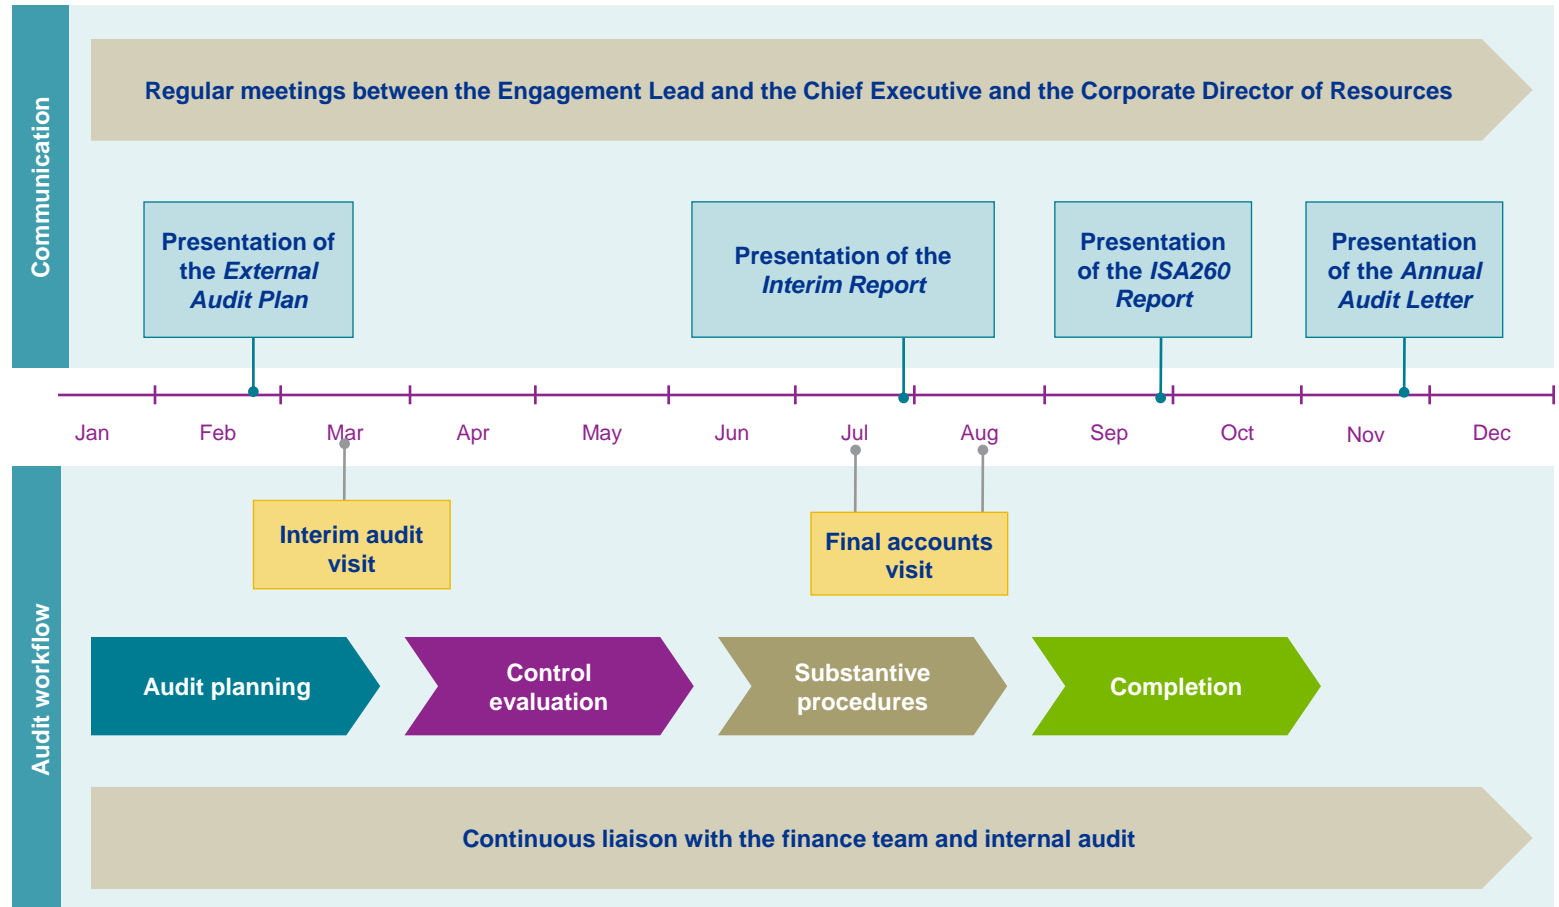 Communication
Regular meetings between the Engagement Lead and the Chief Executive and the Corporate Director of Resources
Presentation of
the External
Audit Plan
Presentation of the
Interim Report
Presentation
of the ISA260
Report
Presentation
of the Annual
Audit Letter
Jan Feb Mar Apr May Jun Jul Aug Sep Oct Nov Dec
Audit workflow
Interim audit
visit
Final accounts
visit
Audit planning
Control
evaluation
Substantive
procedures
Completion
Continuous liaison with the finance team and internal audit